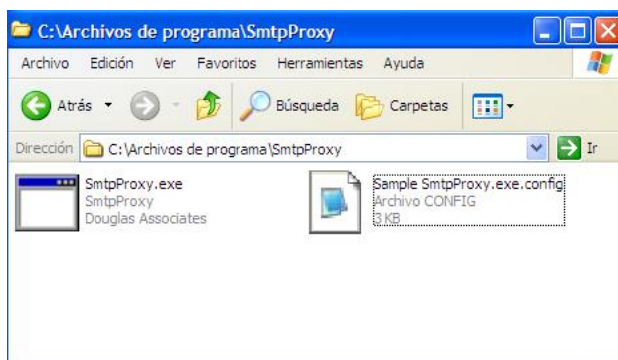 C:\Archivos de programa\SmtpProxy
Archivo Edición Ver Favoritos Herramientas Ayuda
Atrás Búsqueda Carpetas
Dirección C:\Archivos de programa\SmtpProxy Ir
SmtpProxy.exe
SmtpProxy
Douglas Associates
Sample SmtpProxy.exe.config
Archivo CONFIG
3 KB